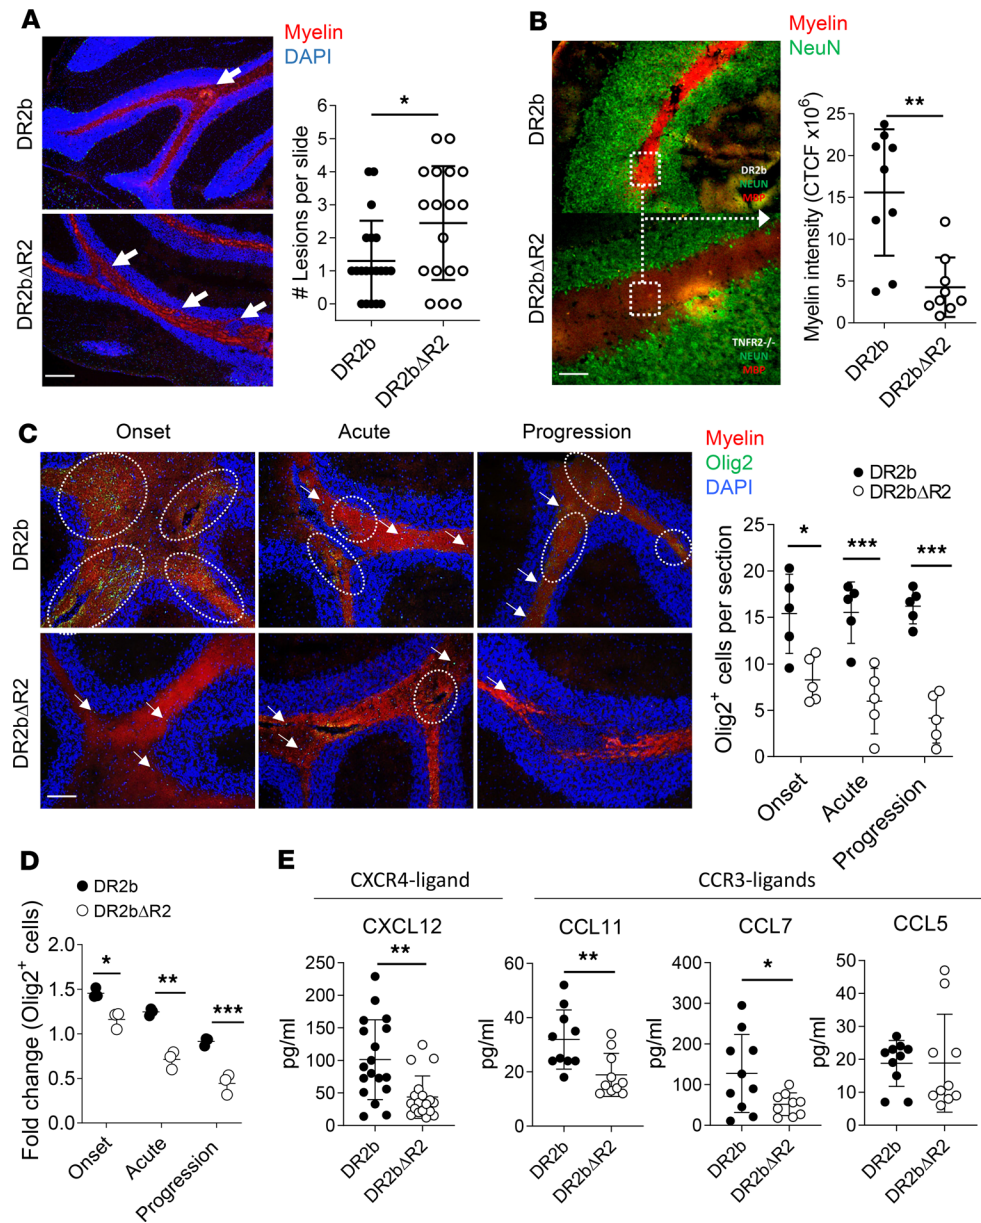 A
Myelin
DAPI
DR2b
DR2bΔR2
# Lesions per slide
6
5
4
3
2
1
0
*
DR2b
DR2bΔR2
B
Myelin
NeuN
DR2b
DR2bΔR2
DR2b
NEUN
MBP
TNFR2-/-
NEUN
MBP
Myelin intensity (CTCF x10⁶)
25
20
15
10
5
0
**
DR2b
DR2bΔR2
C
Onset
Acute
Progression
DR2b
DR2bΔR2
Myelin
Olig2
DAPI
DR2b
DR2bΔR2
Olig2⁺ cells per section
25
20
15
10
5
0
*
***
***
Onset
Acute
Progression
D
DR2b
DR2bΔR2
Fold change (Olig2⁺ cells)
2.0
1.5
1.0
0.5
0.0
*
**
***
Onset
Acute
Progression
E
CXCR4-ligand
CCR3-ligands
CXCL12
pg/ml
250
200
150
100
50
0
**
DR2b
DR2bΔR2
CCL11
pg/ml
60
40
20
0
**
DR2b
DR2bΔR2
CCL7
pg/ml
400
300
200
100
0
*
DR2b
DR2bΔR2
CCL5
pg/ml
50
40
30
20
10
0
DR2b
DR2bΔR2